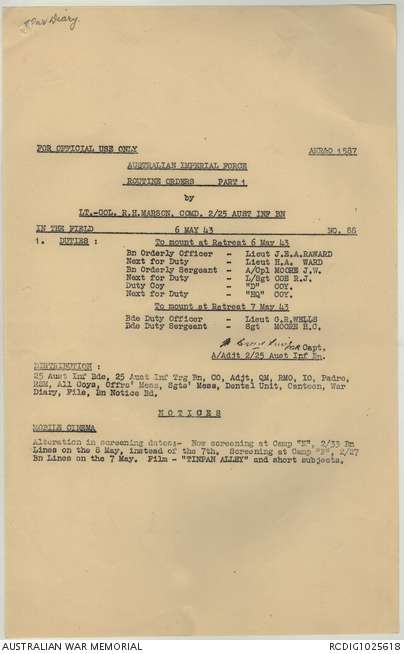 War Diary.
FOR OFFICIAL USE ONLY
AUSTRALIAN IMPERIAL FORCE
ROUTINE ORDERS PART 1
by
LT.-COL. R.H.MARSON, COMD. 2/25 AUST INF BN
IN THE FIELD 6 MAY 43 NO. 88
1. DUTIES : To mount at Retreat 6 May 43
Bn Orderly Officer - Lieut J.E.A.RAWARD
Next for Duty - Lieut H.A. WARD
Bn Orderly Sergeant - A/Cpl MOORE J.W.
Next for Duty - L/Sgt COE R.J.
Duty Coy - "D" COY.
Next for Duty - "HQ" COY.
To mount at Retreat 7 May 43
Bde Duty Officer - Lieut G.R.WELLS
Bde Duty Sergeant - Sgt MOORE H.C.
Capt.
A/Adjt 2/25 Aust Inf Bn.
DISTRIBUTION :
25 Aust Inf Bde, 25 Aust Inf Trg Bn, CO, Adjt, QM, RMO, IO, Padre,
RSM, All Coys, Offrs' Mess, Sgts' Mess, Dental Unit, Canteen, War
Diary, File, Bn Notice Bd.
N O T I C E S
MOBILE CINEMA
Alteration in screening dates:- Now screening at Camp "E", 2/33 Bn
Lines on the 8 May, instead of the 7th. Screening at Camp "F", 2/27
Bn Lines on the 7 May. Film - "TINPAN ALLEY" and short subjects.
AUSTRALIAN WAR MEMORIAL
RCDIG1025618